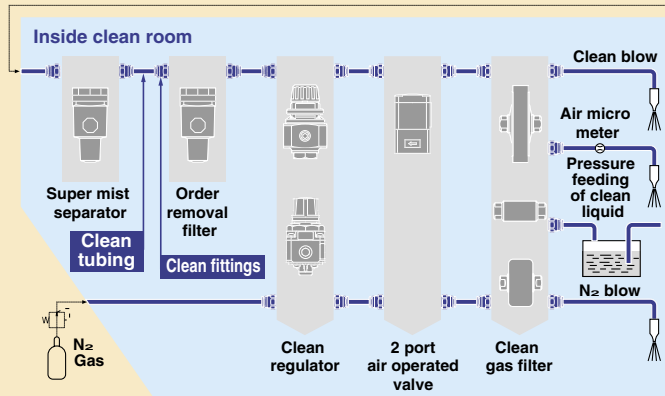 Inside clean room
Clean blow
Air micro
meter
Pressure
feeding
of clean
liquid
Super mist
separator
Order
removal
filter
Clean
tubing
Clean fittings
N₂ blow
W
N₂
Gas
Clean
regulator
2 port
air operated
valve
Clean
gas filter